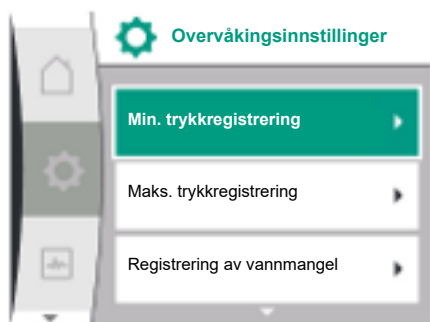 Overvåkingsinnstillinger
Min. trykkregistrering
Maks. trykkregistrering
Registrering av vannmangel